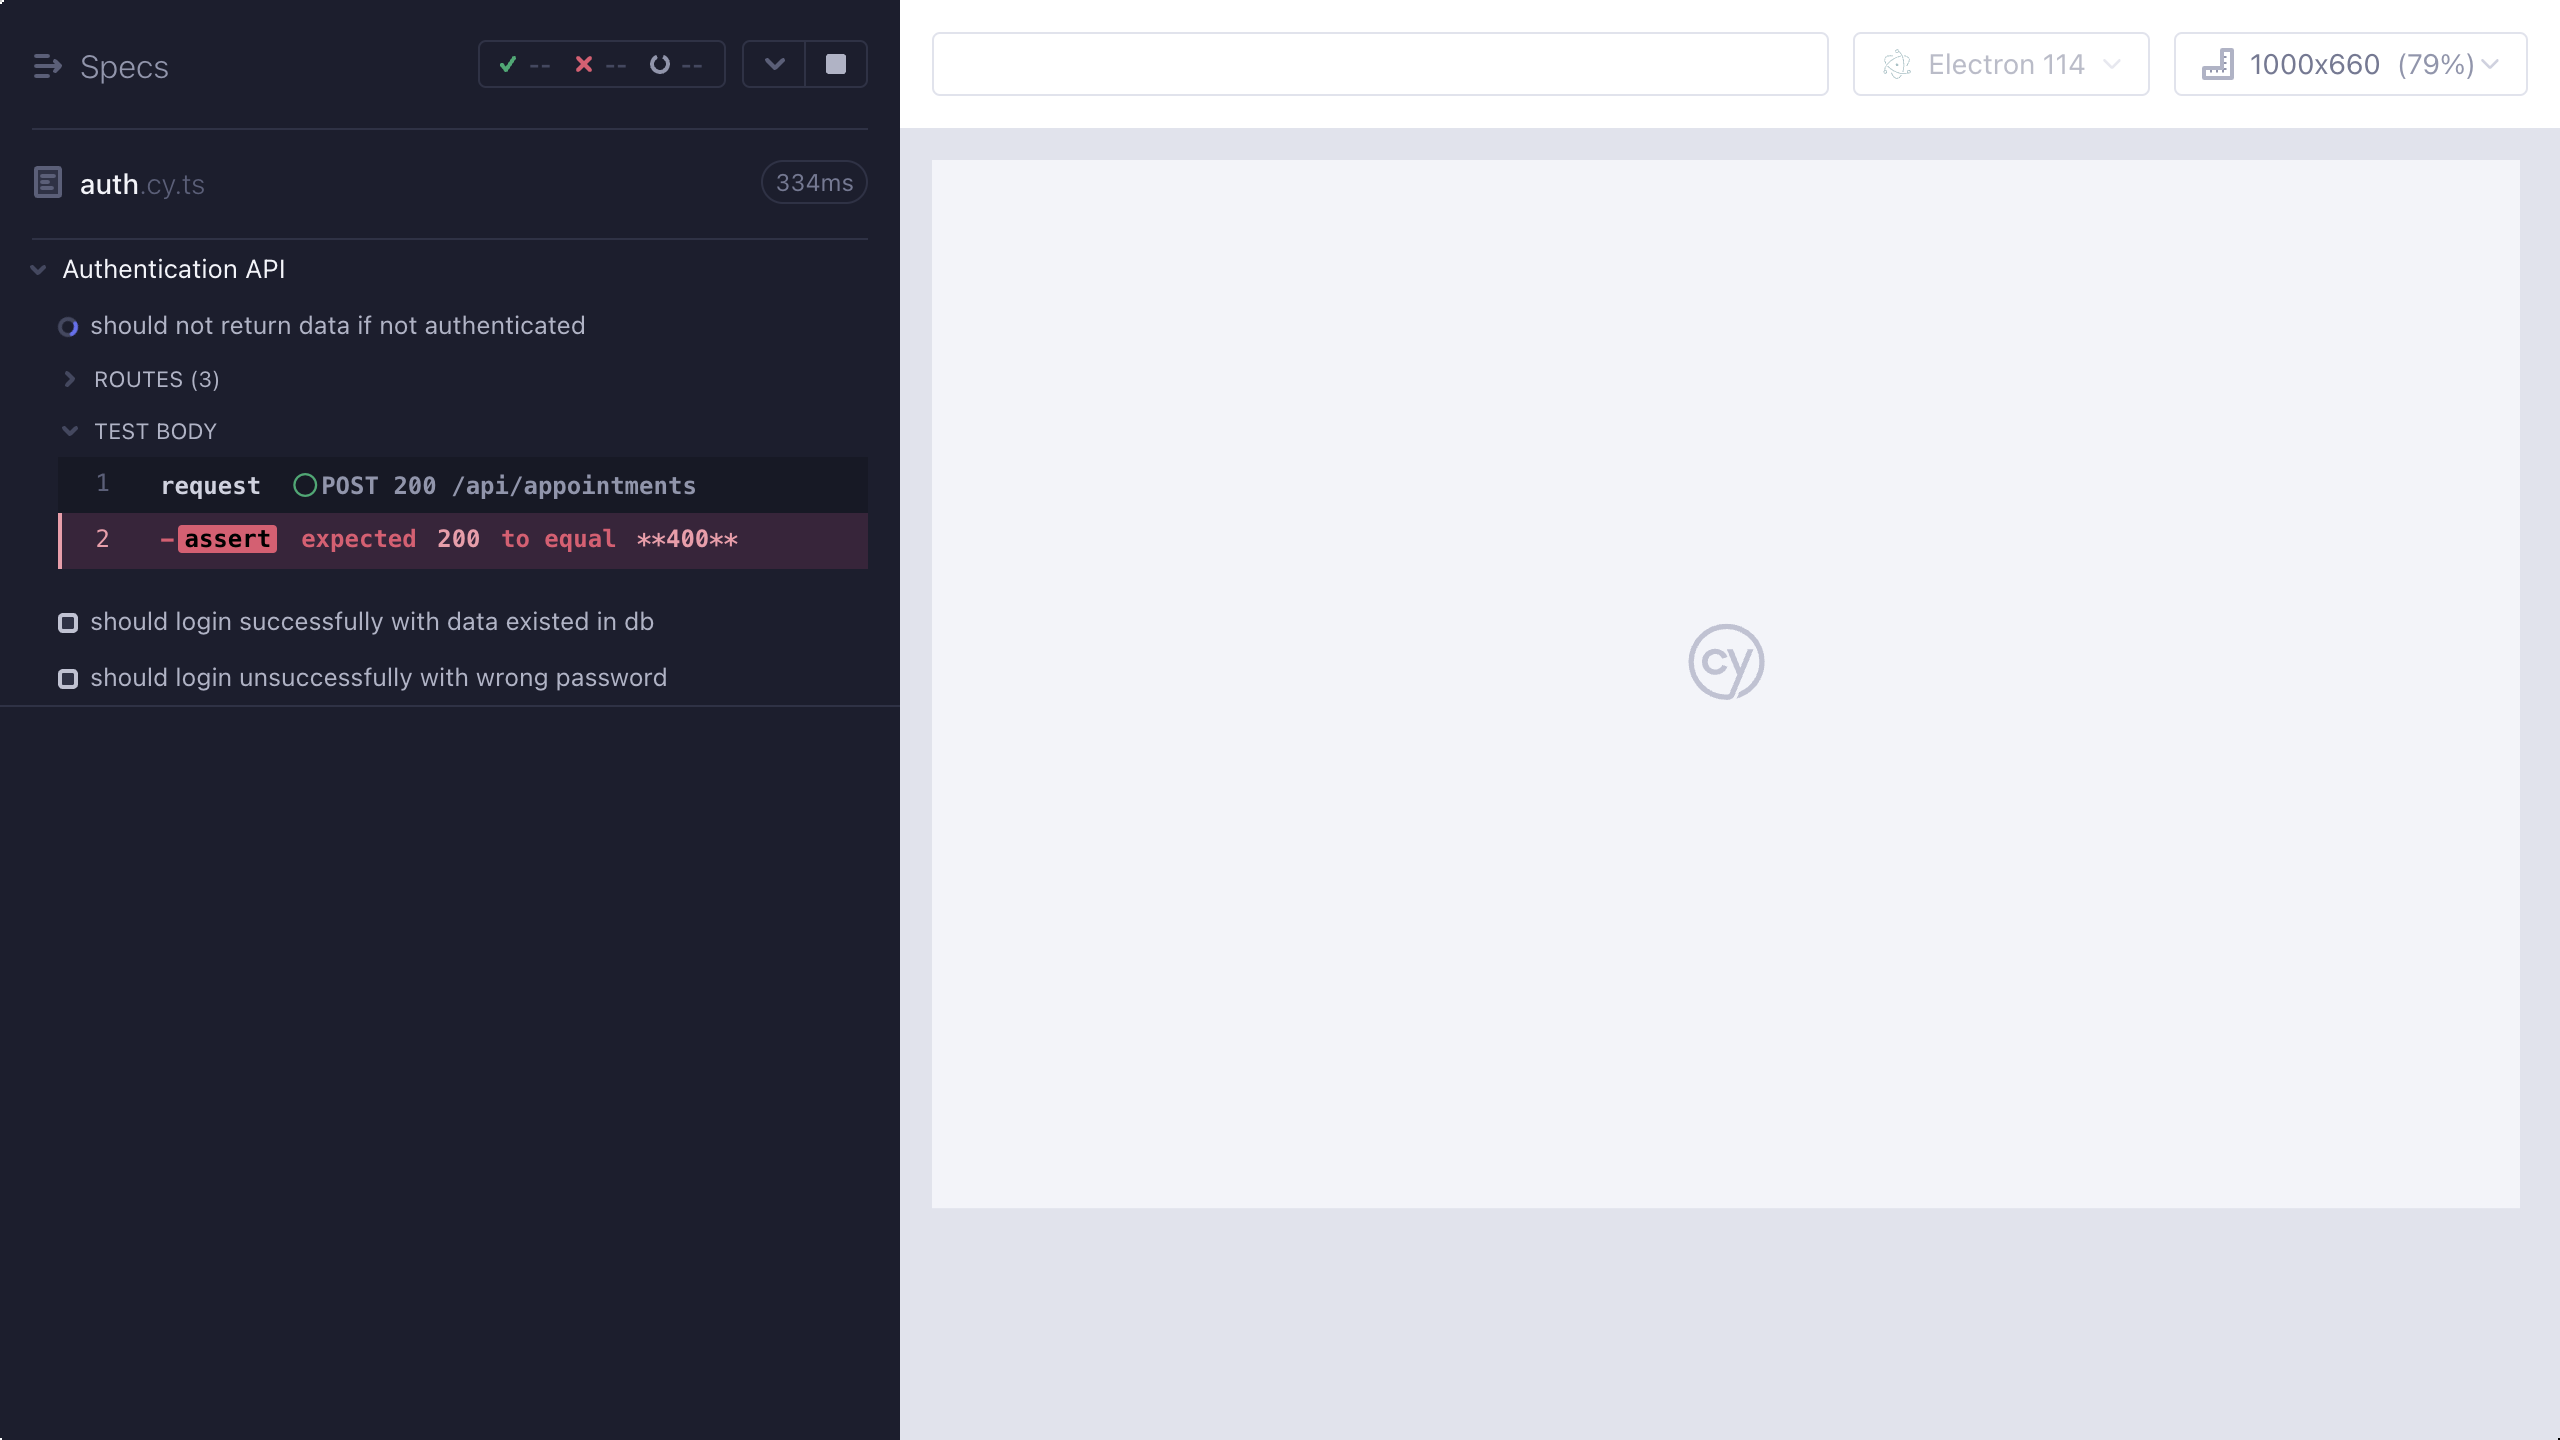 Specs
-- -- --
auth.cy.ts
334ms
Authentication API
should not return data if not authenticated
ROUTES (3)
TEST BODY
1 request POST 200 /api/appointments
2 -assert expected 200 to equal **400**
should login successfully with data existed in db
should login unsuccessfully with wrong password
Electron 114
1000x660 (79%)
cy